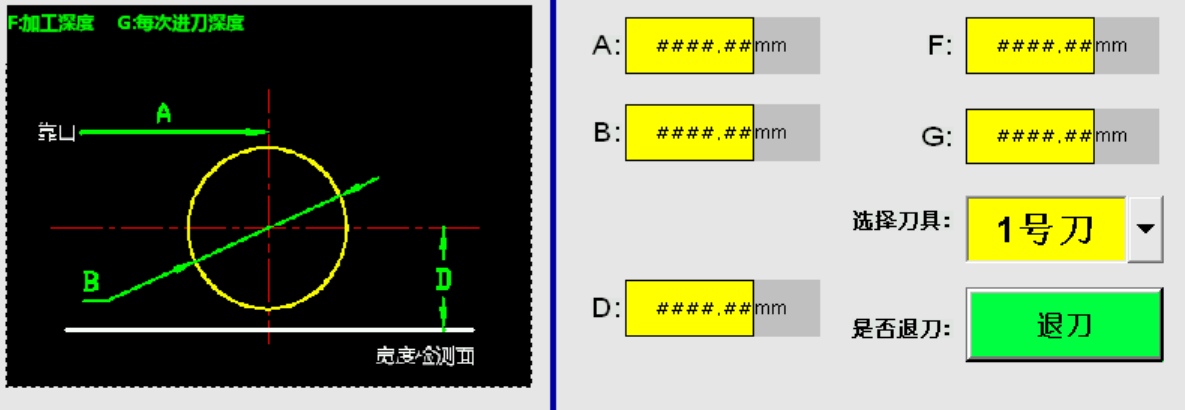 F:加工深度 G:每次进刀深度
A
靠山
B
D
宽度检测面
A: ####.##mm
F: ####.##mm
B: ####.##mm
G: ####.##mm
选择刀具: 1号刀
D: ####.##mm
是否退刀: 退刀